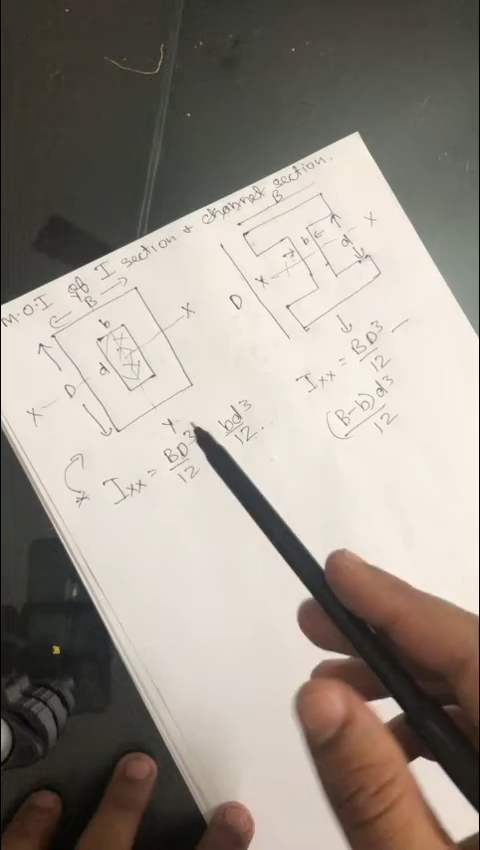 M.O.I of I section & channel section.
B
X
b
d
X
D
X
Ixx = BD³/12 - bd³/12.
B
X
b
d
X
D
Ixx = BD³/12 -
(B-b)d³/12